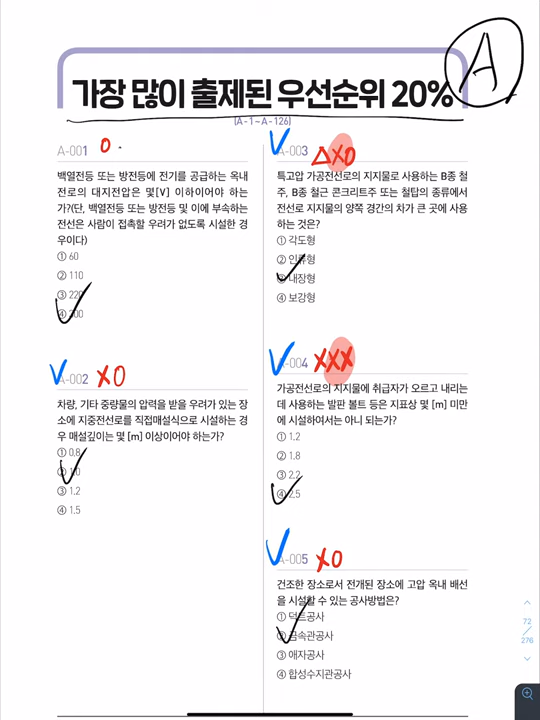 A
가장 많이 출제된 우선순위 20%
(A-1~A-126)
A-001 O
백열전등 또는 방전등에 전기를 공급하는 옥내
전로의 대지전압은 몇[V] 이하이어야 하는
가?(단, 백열전등 또는 방전등 및 이에 부속하는
전선은 사람이 접촉할 우려가 없도록 시설한 경
우이다)
① 60
② 110
③ 220
④ 300
A-002 XO
차량, 기타 중량물의 압력을 받을 우려가 있는 장
소에 지중전선로를 직접매설식으로 시설하는 경
우 매설깊이는 몇 [m] 이상이어야 하는가?
① 0.8
② 1.0
③ 1.2
④ 1.5
A-003 △XO
특고압 가공전선로의 지지물로 사용하는 B종 철
주, B종 철근 콘크리트주 또는 철탑의 종류에서
전선로 지지물의 양쪽 경간의 차가 큰 곳에 사용
하는 것은?
① 각도형
② 인류형
③ 내장형
④ 보강형
A-004 XXX
가공전선로의 지지물에 취급자가 오르고 내리는
데 사용하는 발판 볼트 등은 지표상 몇 [m] 미만
에 시설하여서는 아니 되는가?
① 1.2
② 1.8
③ 2.2
④ 2.5
A-005 XO
건조한 장소로서 전개된 장소에 고압 옥내 배선
을 시설할 수 있는 공사방법은?
① 덕트공사
② 금속관공사
③ 애자공사
④ 합성수지관공사
72
276